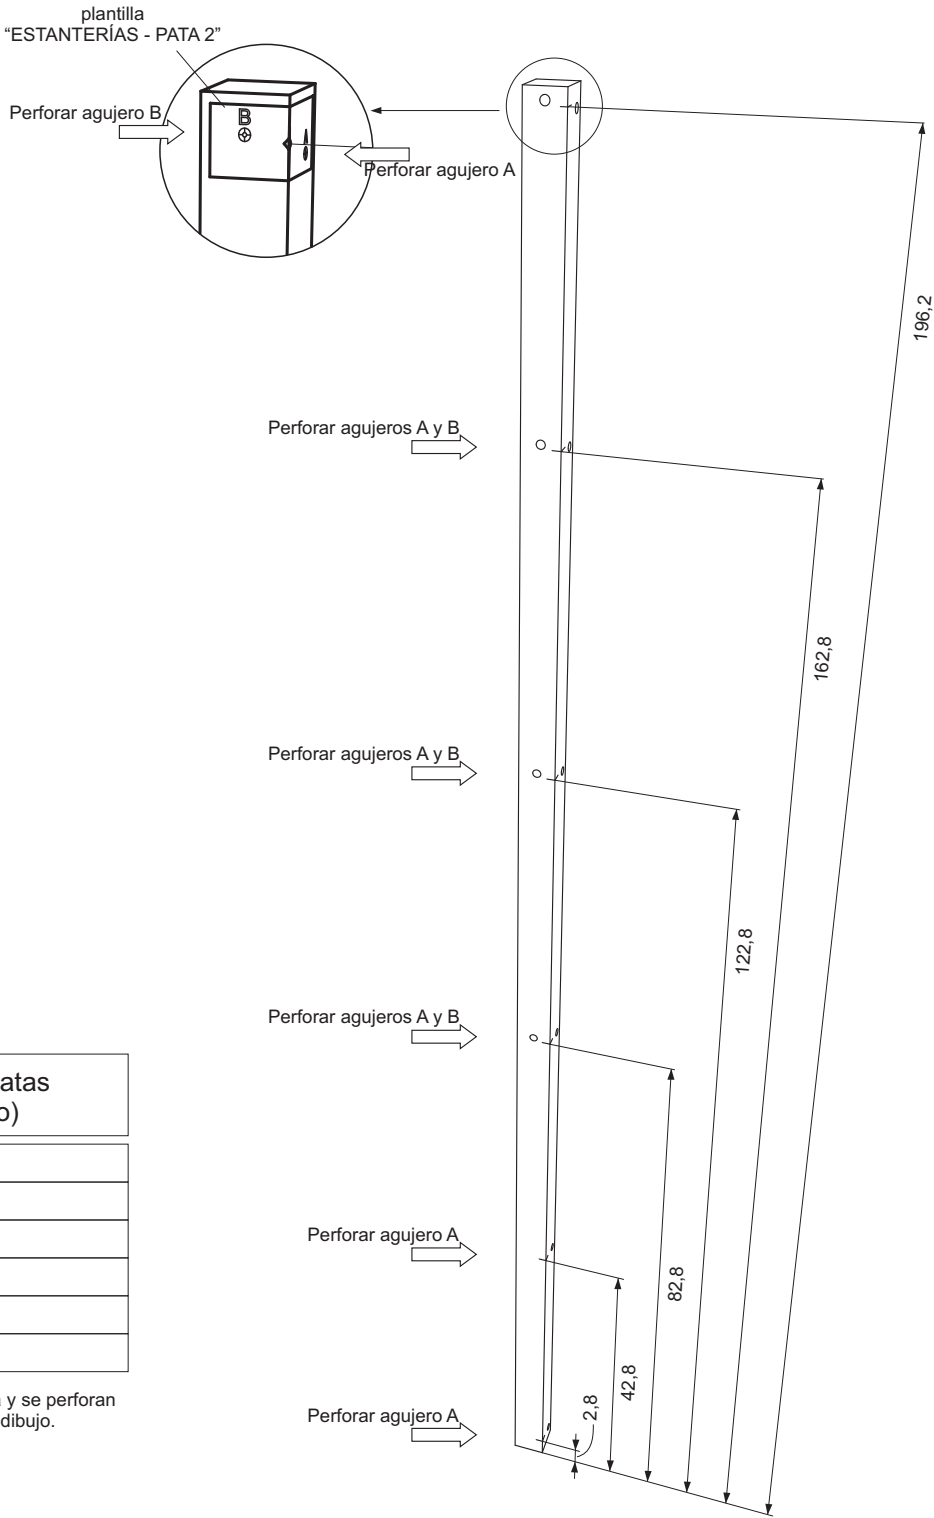 plantilla
“ESTANTERÍAS - PATA 2”
Perforar agujero B
B
A
Perforar agujero A
196,2
Perforar agujeros A y B
162,8
Perforar agujeros A y B
122,8
Perforar agujeros A y B
82,8
atas
o)
Perforar agujero A
42,8
y se perforan
dibujo.
Perforar agujero A
2,8